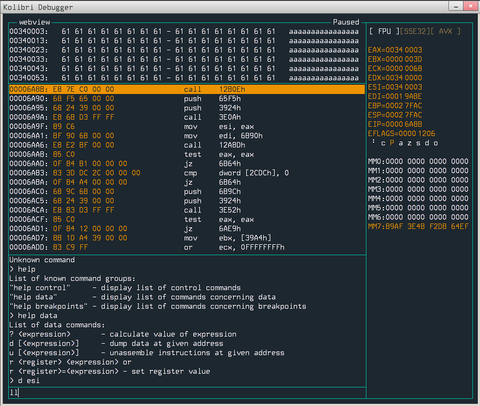 Kolibri Debugger
webview Paused
00340003: 61 61 61 61 61 61 61 61 - 61 61 61 61 61 61 61 61 aaaaaaaaaaaaaaaa
00340013: 61 61 61 61 61 61 61 61 - 61 61 61 61 61 61 61 61 aaaaaaaaaaaaaaaa
00340023: 61 61 61 61 61 61 61 61 - 61 61 61 61 61 61 61 61 aaaaaaaaaaaaaaaa
00340033: 61 61 61 61 61 61 61 61 - 61 61 61 61 61 61 61 61 aaaaaaaaaaaaaaaa
00340043: 61 61 61 61 61 61 61 61 - 61 61 61 61 61 61 61 61 aaaaaaaaaaaaaaaa
00340053: 61 61 61 61 61 61 61 61 - 61 61 61 61 61 61 61 61 aaaaaaaaaaaaaaaa
00006A8B: E8 7E C0 00 00 call 12B0Eh
00006A90: 68 F5 65 00 00 push 65F5h
00006A95: 68 24 39 00 00 push 3924h
00006A9A: E8 6B D3 FF FF call 3E0Ah
00006A9F: 89 C6 mov esi, eax
00006AA1: BF 90 6B 00 00 mov edi, 6B90h
00006AA6: E8 E2 BF 00 00 call 12A8Dh
00006AAB: 85 C0 test eax, eax
00006AAD: 0F 84 B1 00 00 00 jz 6B64h
00006AB3: 83 3D DC 2C 00 00 00 cmp dword [2CDCh], 0
00006ABA: 0F 84 A4 00 00 00 jz 6B64h
00006AC0: 68 9C 6B 00 00 push 6B9Ch
00006AC5: 68 24 39 00 00 push 3924h
00006ACA: E8 83 D3 FF FF call 3E52h
00006ACF: 85 C0 test eax, eax
00006AD1: 0F 84 12 00 00 00 jz 6AE9h
00006AD7: 8B 1D A4 39 00 00 mov ebx, [39A4h]
00006ADD: 83 C9 FF or ecx, 0FFFFFFFFh
Unknown command
> help
List of known command groups:
"help control" - display list of control commands
"help data" - display list of commands concerning data
"help breakpoints" - display list of commands concerning breakpoints
> help data
List of data commands:
? <expression> - calculate value of expression
d [<expression>] - dump data at given address
u [<expression>] - unassemble instructions at given address
r <register> <expression> or
r <register>=<expression> - set register value
> d esi
ll
[ FPU ][SSE32][ AVX ]
EAX=0034 0003
EBX=0000 003D
ECX=0000 006B
EDX=0034 0000
ESI=0034 0003
EDI=0001 9ABE
EBP=0002 7FAC
ESP=0002 7FAC
EIP=0000 6A8B
EFLAGS=0000 1206
' c P a z s d o
MM0:0000 0000 0000 0000
MM1:0000 0000 0000 0000
MM2:0000 0000 0000 0000
MM3:0000 0000 0000 0000
MM4:0000 0000 0000 0000
MM5:0000 0000 0000 0000
MM6:0000 0000 0000 0000
MM7:B9AF 3E4B F2DB 64EF